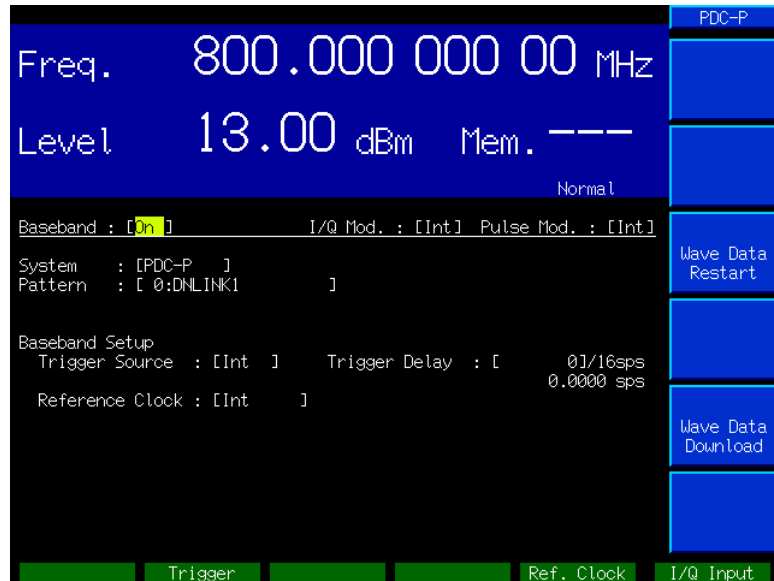 PDC-P
Freq. 800.000 000 00 MHz
Level 13.00 dBm Mem. ---
Normal
Baseband : [On ] I/Q Mod. : [Int] Pulse Mod. : [Int]
System : [PDC-P ]
Pattern : [ 0:DNLINK1 ]
Wave Data
Restart
Baseband Setup
Trigger Source : [Int ] Trigger Delay : [ 0]/16sps
0.0000 sps
Reference Clock : [Int ]
Wave Data
Download
Trigger Ref. Clock I/Q Input